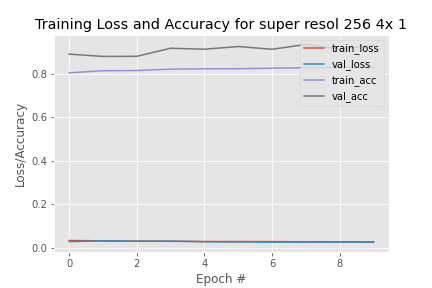 Training Loss and Accuracy for super resol 256 4x 1
train_loss
val_loss
train_acc
val_acc
Loss/Accuracy
0.8
0.6
0.4
0.2
0.0
0 2 4 6 8
Epoch #